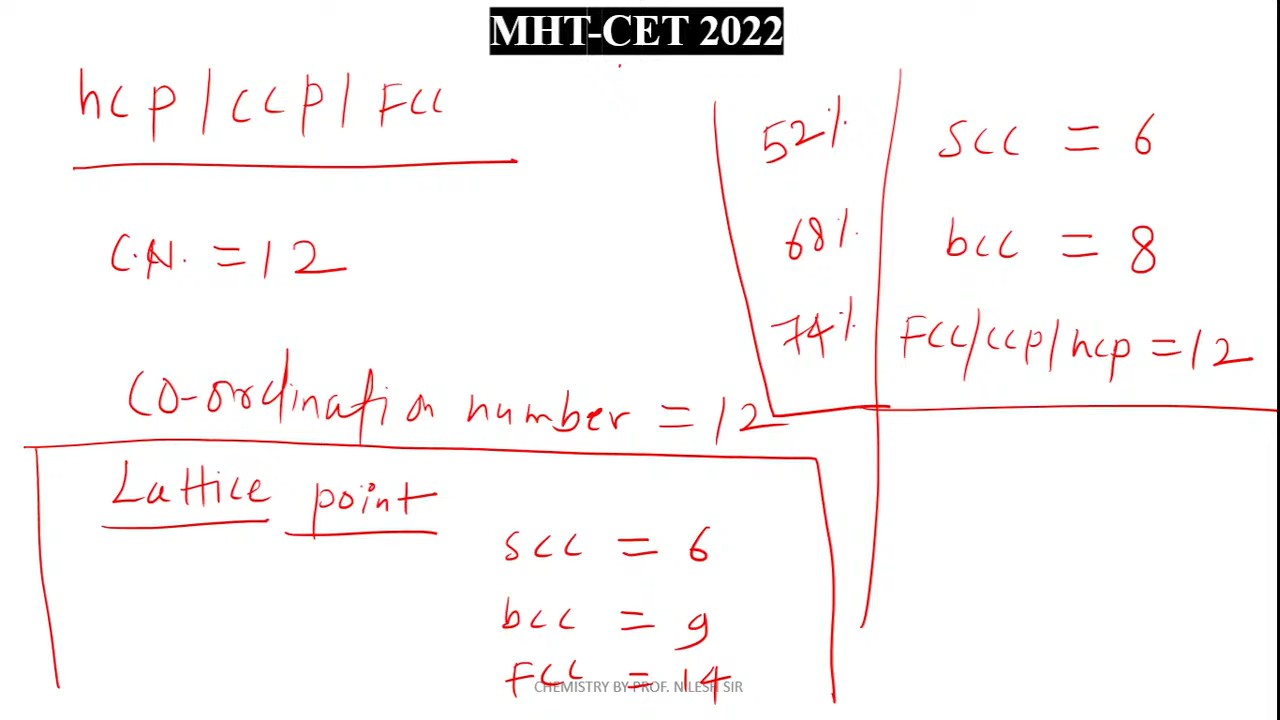 MHT-CET 2022
hcp / ccp / FCC
C.N. = 12
Co-ordination number = 12
52% scc = 6
68% bcc = 8
74% FCC/ccp/hcp = 12
Lattice point
scc = 6
bcc = 9
FCC = 14
CHEMISTRY BY PROF. NILESH SIR